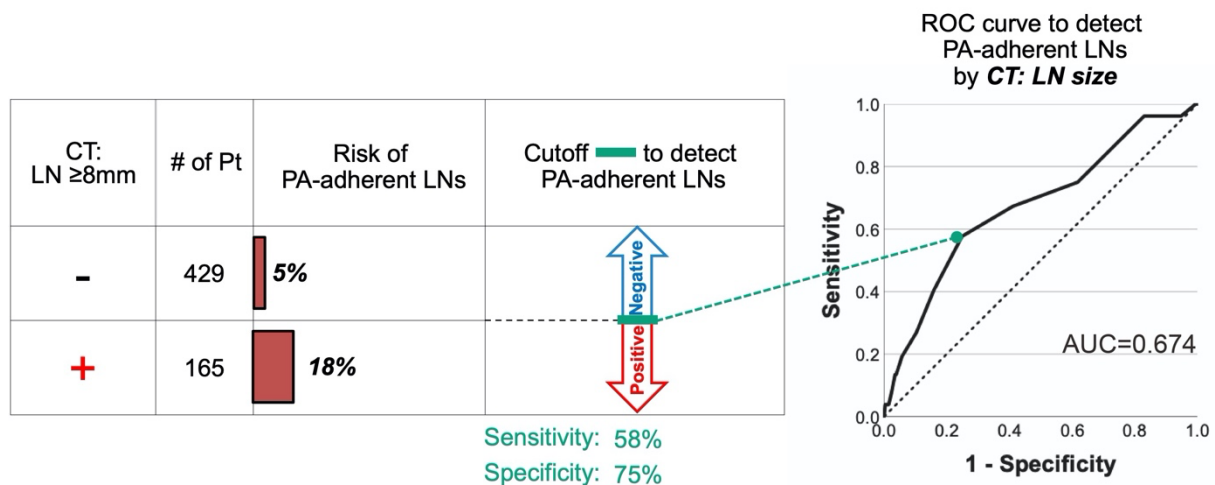 ROC curve to detect
PA-adherent LNs
by CT: LN size
CT:
LN ≥8mm
# of Pt
Risk of
PA-adherent LNs
Cutoff to detect
PA-adherent LNs
-
429
5%
Negative
+
165
18%
Positive
Sensitivity: 58%
Specificity: 75%
Sensitivity
1.0
0.8
0.6
0.4
0.2
0.0
AUC=0.674
0.0 0.2 0.4 0.6 0.8 1.0
1 - Specificity